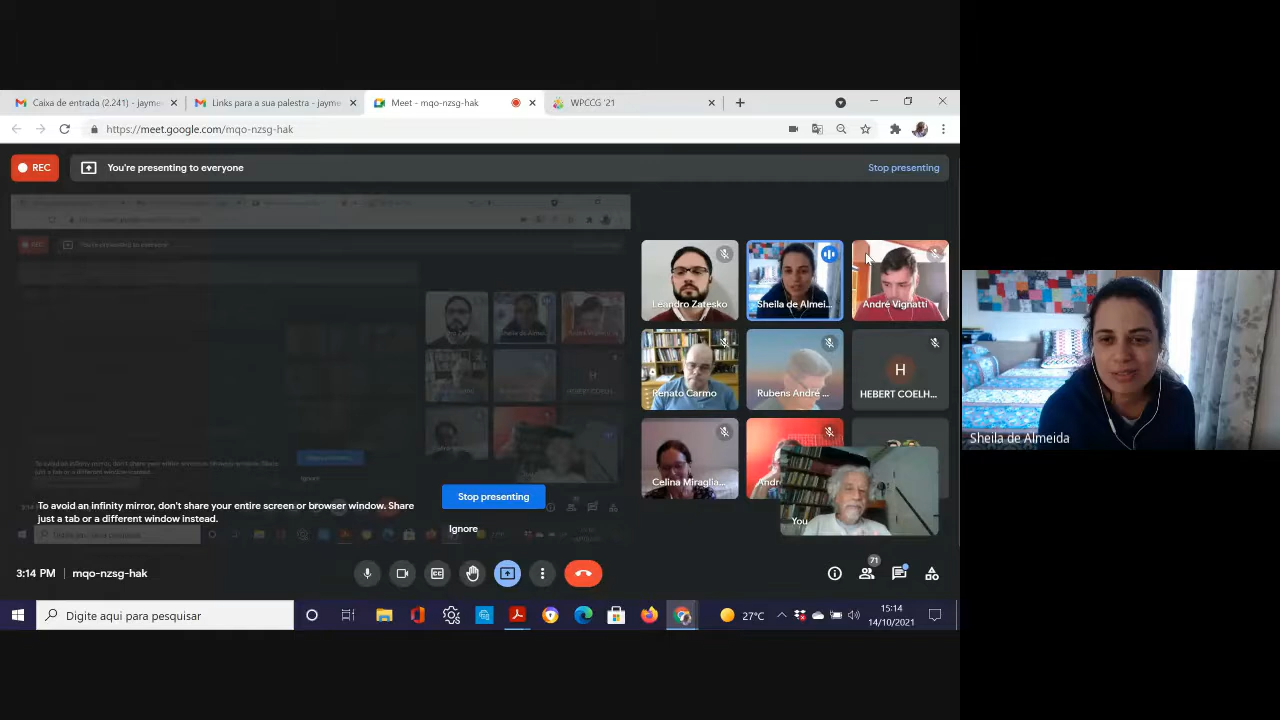 Caixa de entrada (2.241) - jayme
Links para a sua palestra - jayme
Meet - mqo-nzsg-hak
WPCCG '21
https://meet.google.com/mqo-nzsg-hak
REC
You're presenting to everyone
Stop presenting
Leandro Zatesko
Sheila de Almei...
André Vignatti
Renato Carmo
Rubens André ...
H
HEBERT COELH...
Celina Miraglia...
André
You
Sheila de Almeida
To avoid an infinity mirror, don't share your entire screen or browser window. Share
just a tab or a different window instead.
Stop presenting
Ignore
3:14 PM | mqo-nzsg-hak
71
Digite aqui para pesquisar
27°C
15:14
14/10/2021